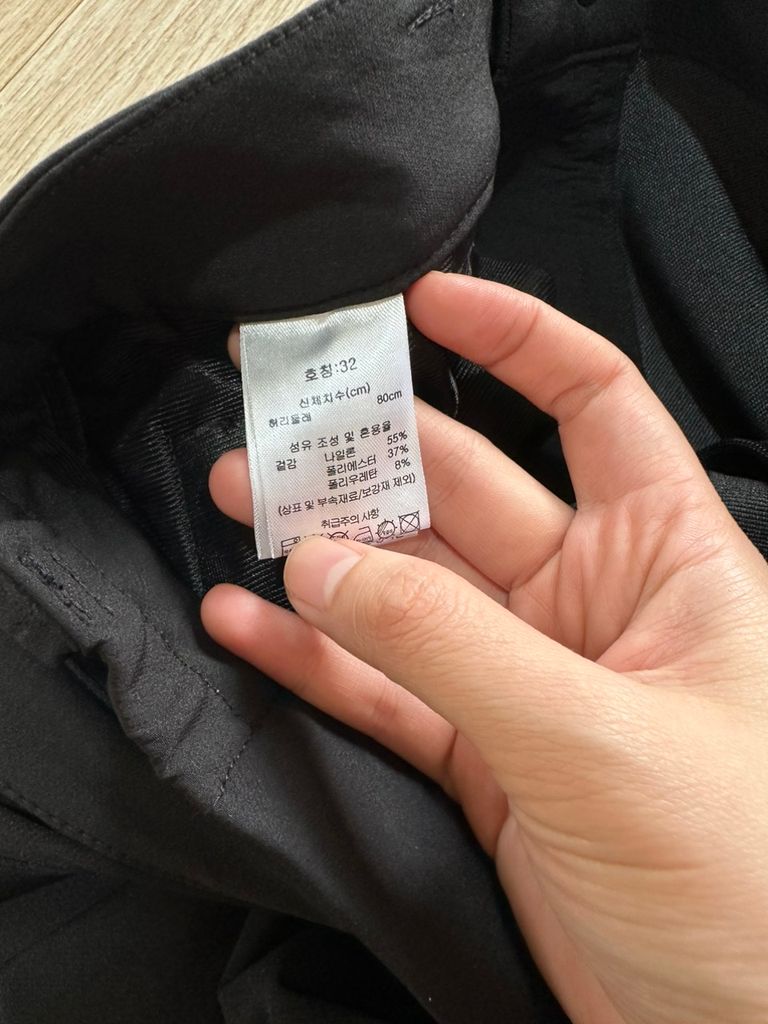 호칭:32
신체치수(cm)
허리둘레 80cm
섬유 조성 및 혼용율
겉감 나일론 55%
폴리에스터 37%
폴리우레탄 8%
(상표 및 부속재료/보강재 제외)
취급주의 사항